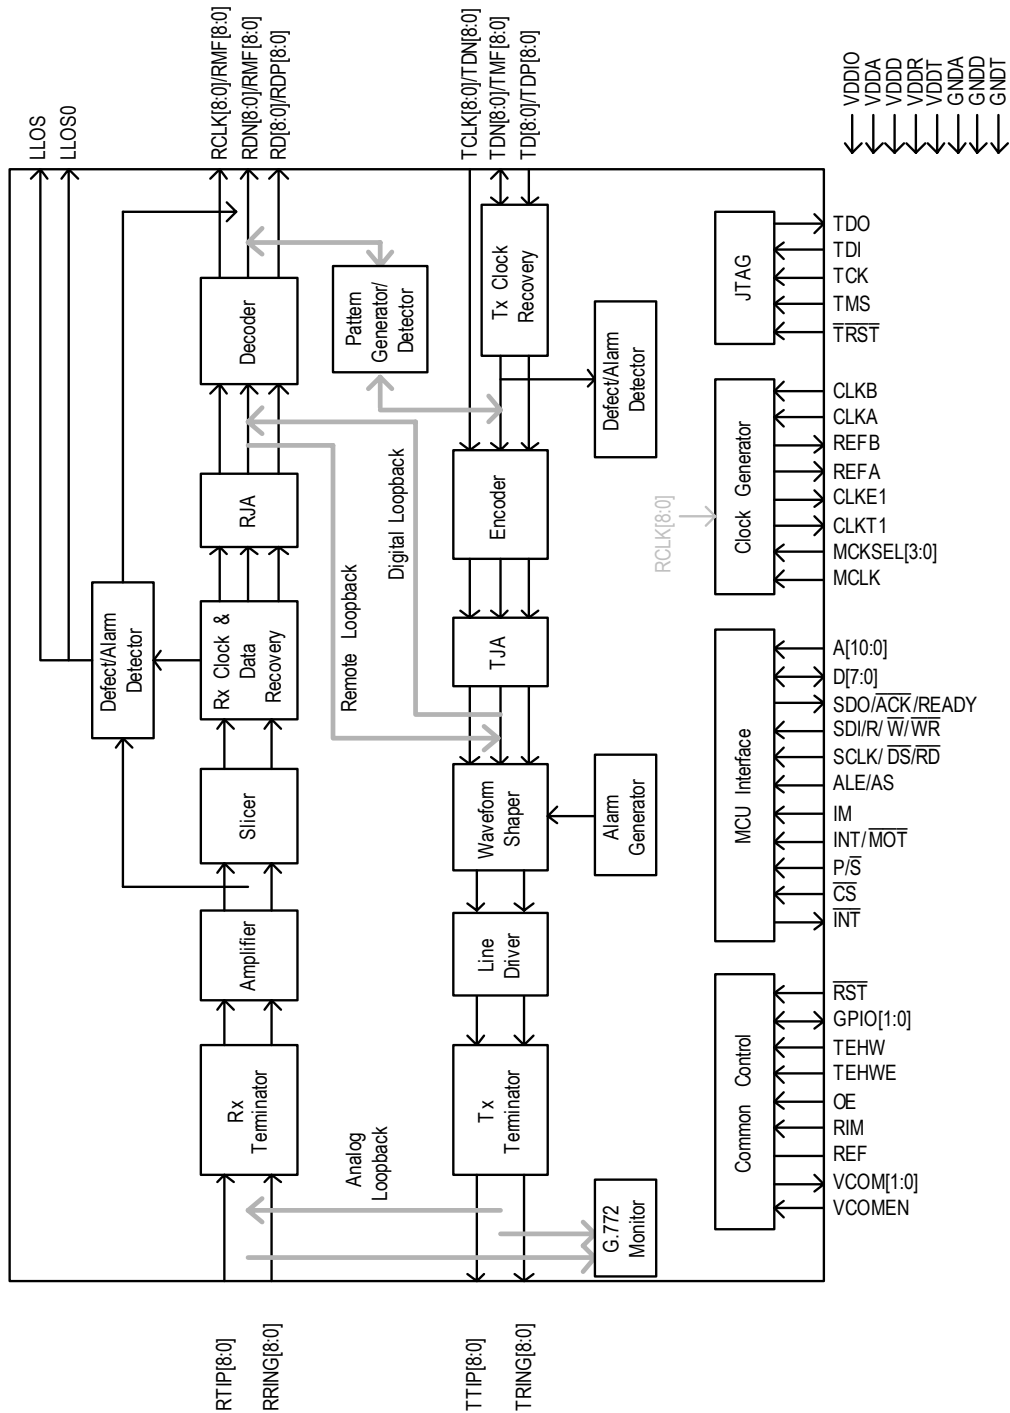 LLOS
LLOS0
RCLK[8:0]/RMF[8:0]
RDN[8:0]/RMF[8:0]
RD[8:0]/RDP[8:0]
TCLK[8:0]/TDN[8:0]
TDN[8:0]/TMF[8:0]
TD[8:0]/TDP[8:0]
VDDIO
VDDA
VDDD
VDDR
VDDT
GNDA
GNDD
GNDT
Decoder
Pattern
Generator/
Detector
Tx Clock
Recovery
Defect/Alarm
Detector
RJA
Digital Loopback
Encoder
Defect/Alarm
Detector
Rx Clock &
Data
Recovery
Remote Loopback
TJA
Slicer
Waveform
Shaper
Alarm
Generator
Amplifier
Line
Driver
Rx
Terminator
Analog
Loopback
Tx
Terminator
G.772
Monitor
RTIP[8:0]
RRING[8:0]
TTIP[8:0]
TRING[8:0]
JTAG
TDO
TDI
TCK
TMS
TRST
RCLK[8:0]
Clock Generator
CLKB
CLKA
REFB
REFA
CLKE1
CLKT1
MCKSEL[3:0]
MCLK
MCU Interface
A[10:0]
D[7:0]
SDO/ACK/READY
SDI/R/ W/WR
SCLK/ DS/RD
ALE/AS
IM
INT/MOT
P/S
CS
INT
Common Control
RST
GPIO[1:0]
TEHW
TEHWE
OE
RIM
REF
VCOM[1:0]
VCOMEN